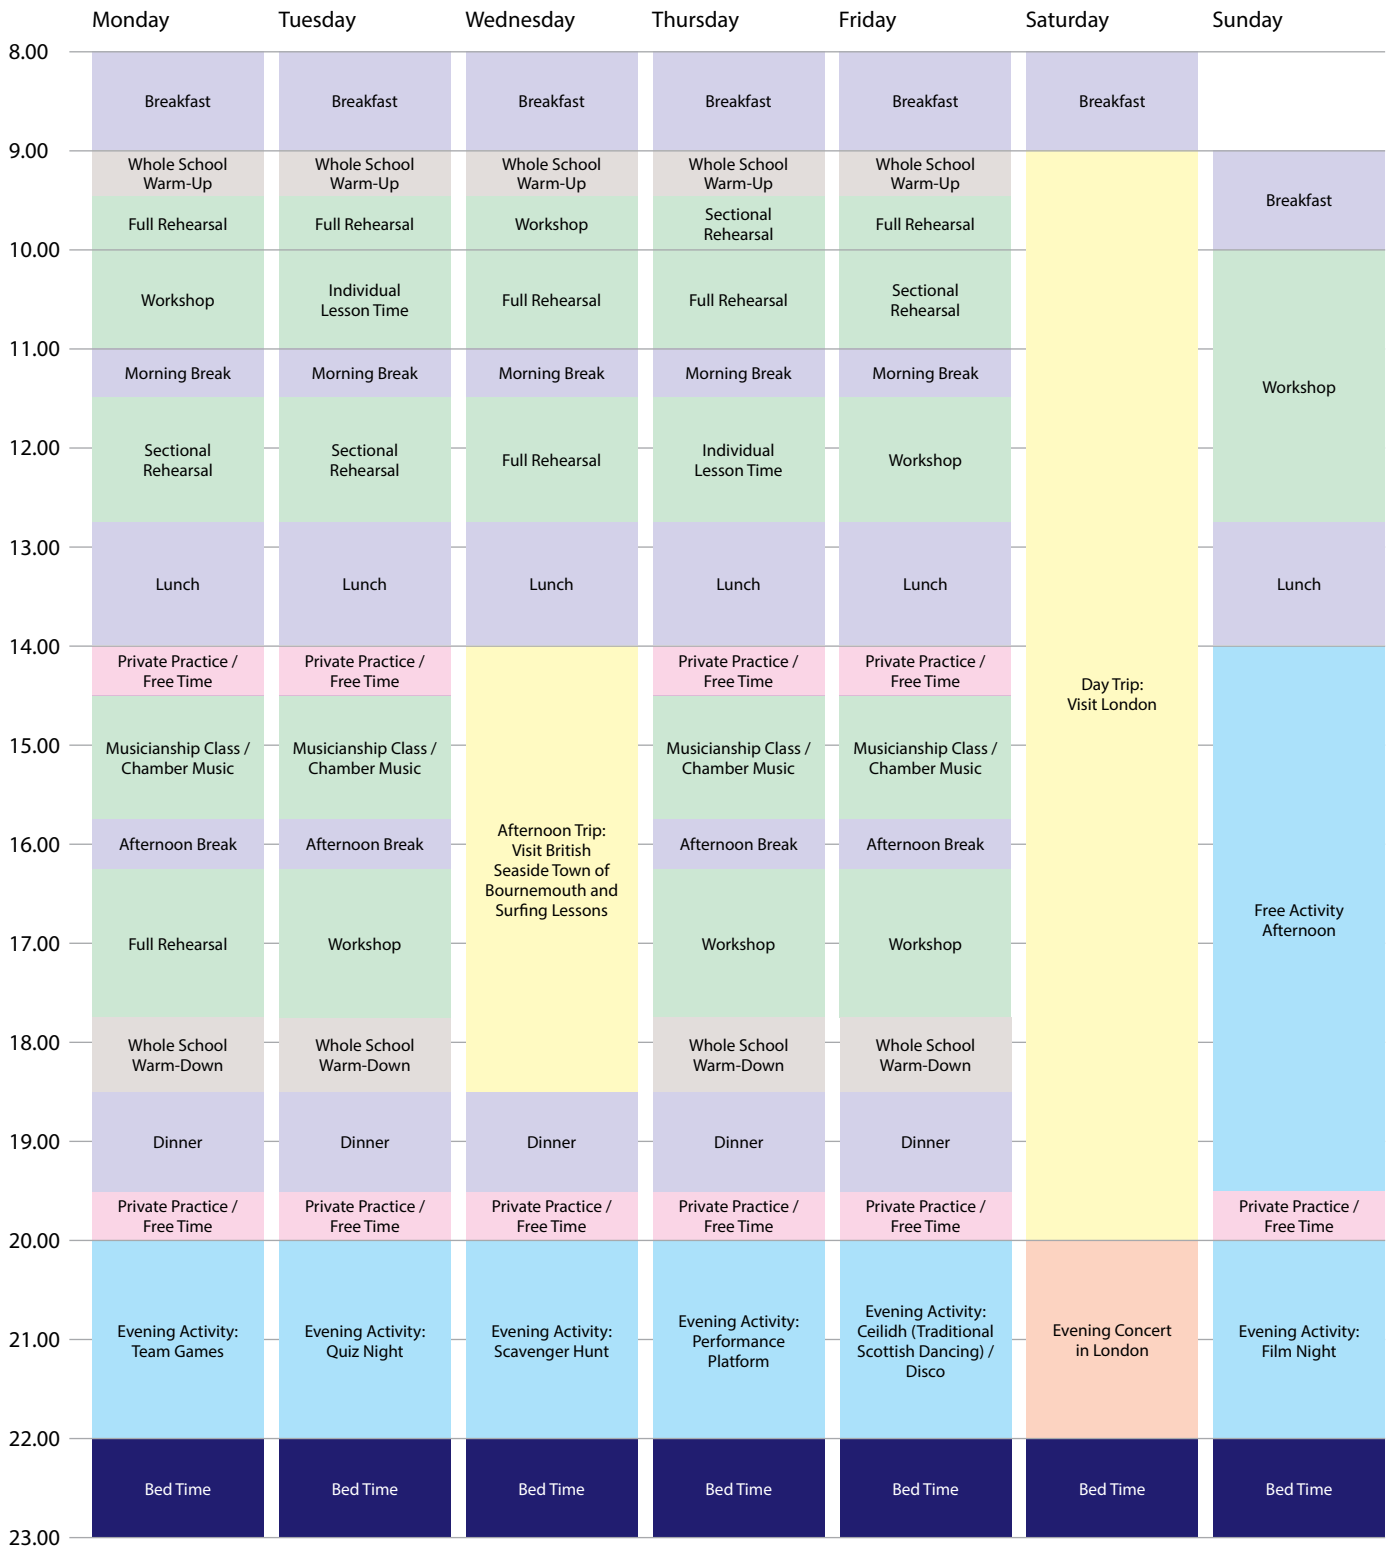 Monday
Tuesday
Wednesday
Thursday
Friday
Saturday
Sunday
8.00
Breakfast
Breakfast
Breakfast
Breakfast
Breakfast
Breakfast
9.00
Whole School
Warm-Up
Whole School
Warm-Up
Whole School
Warm-Up
Whole School
Warm-Up
Whole School
Warm-Up
Breakfast
Full Rehearsal
Full Rehearsal
Workshop
Sectional
Rehearsal
Full Rehearsal
10.00
Workshop
Individual
Lesson Time
Full Rehearsal
Full Rehearsal
Sectional
Rehearsal
11.00
Morning Break
Morning Break
Morning Break
Morning Break
Morning Break
Workshop
12.00
Sectional
Rehearsal
Sectional
Rehearsal
Full Rehearsal
Individual
Lesson Time
Workshop
13.00
Lunch
Lunch
Lunch
Lunch
Lunch
Lunch
14.00
Private Practice /
Free Time
Private Practice /
Free Time
Private Practice /
Free Time
Private Practice /
Free Time
Day Trip:
Visit London
15.00
Musicianship Class /
Chamber Music
Musicianship Class /
Chamber Music
Musicianship Class /
Chamber Music
Musicianship Class /
Chamber Music
16.00
Afternoon Break
Afternoon Break
Afternoon Trip:
Visit British
Seaside Town of
Bournemouth and
Surfing Lessons
Afternoon Break
Afternoon Break
Free Activity
Afternoon
17.00
Full Rehearsal
Workshop
Workshop
Workshop
18.00
Whole School
Warm-Down
Whole School
Warm-Down
Whole School
Warm-Down
Whole School
Warm-Down
19.00
Dinner
Dinner
Dinner
Dinner
Dinner
Private Practice /
Free Time
Private Practice /
Free Time
Private Practice /
Free Time
Private Practice /
Free Time
Private Practice /
Free Time
Private Practice /
Free Time
20.00
21.00
Evening Activity:
Team Games
Evening Activity:
Quiz Night
Evening Activity:
Scavenger Hunt
Evening Activity:
Performance
Platform
Evening Activity:
Ceilidh (Traditional
Scottish Dancing) /
Disco
Evening Concert
in London
Evening Activity:
Film Night
22.00
Bed Time
Bed Time
Bed Time
Bed Time
Bed Time
Bed Time
Bed Time
23.00